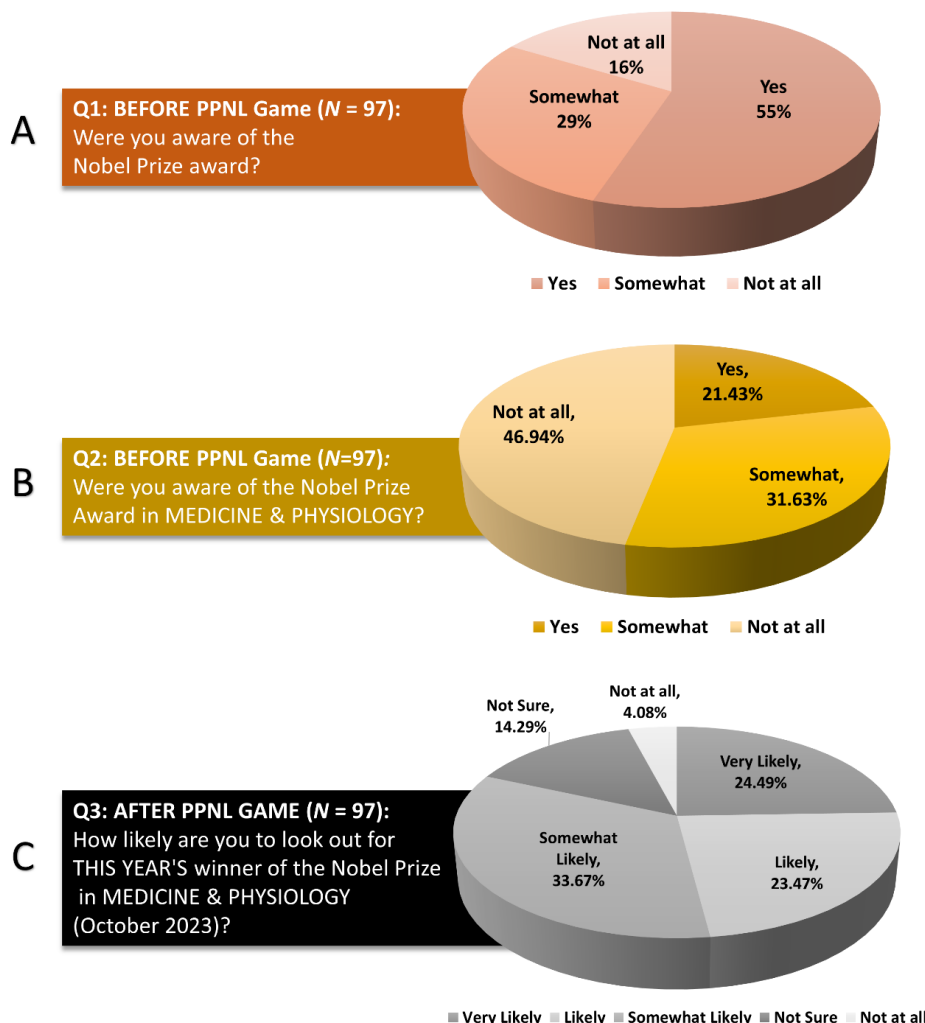 A
Q1: BEFORE PPNL Game (N = 97):
Were you aware of the
Nobel Prize award?
Not at all
16%
Somewhat
29%
Yes
55%
Yes Somewhat Not at all
B
Q2: BEFORE PPNL Game (N=97):
Were you aware of the Nobel Prize
Award in MEDICINE & PHYSIOLOGY?
Yes,
21.43%
Not at all,
46.94%
Somewhat,
31.63%
Yes Somewhat Not at all
C
Q3: AFTER PPNL GAME (N = 97):
How likely are you to look out for
THIS YEAR'S winner of the Nobel Prize
in MEDICINE & PHYSIOLOGY
(October 2023)?
Not at all,
4.08%
Not Sure,
14.29%
Very Likely,
24.49%
Somewhat
Likely,
33.67%
Likely,
23.47%
Very Likely Likely Somewhat Likely Not Sure Not at all